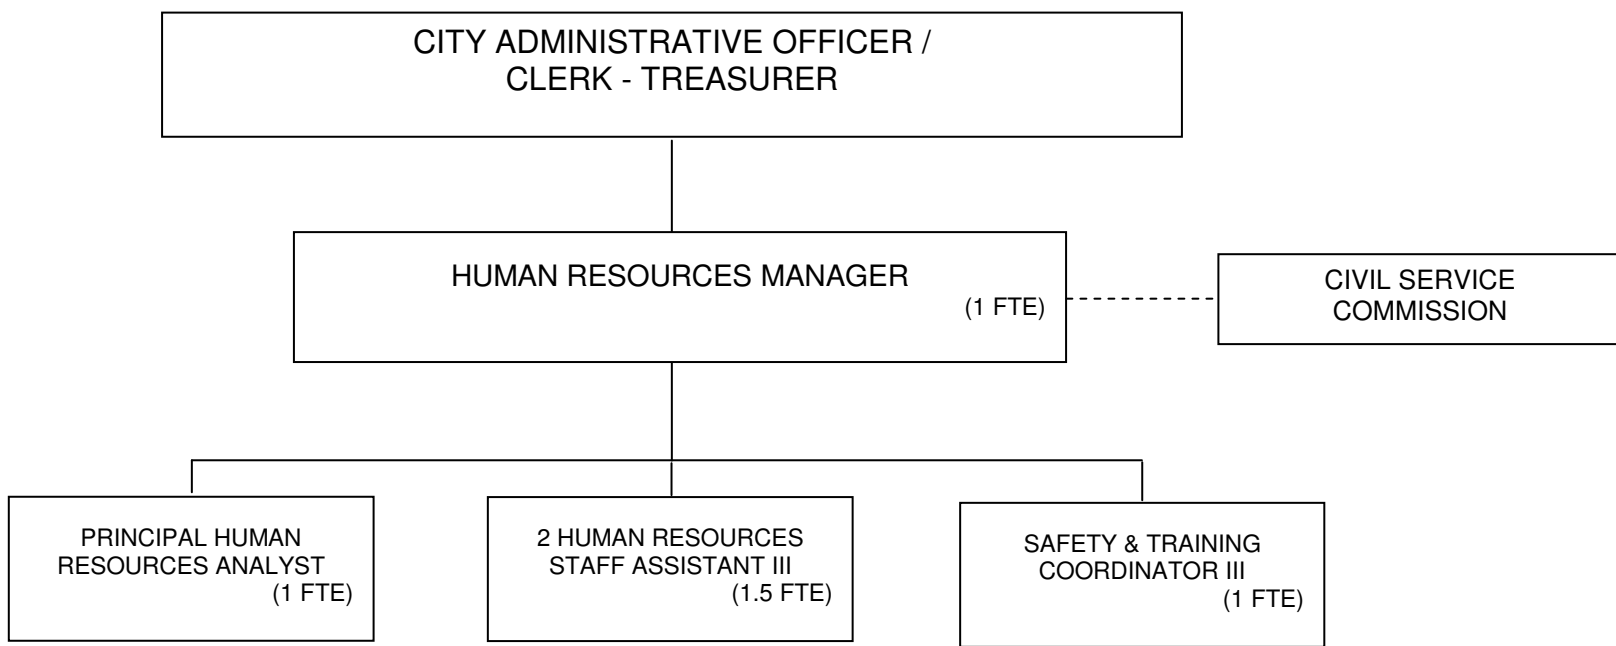 CITY ADMINISTRATIVE OFFICER /
CLERK - TREASURER
HUMAN RESOURCES MANAGER
(1 FTE)
CIVIL SERVICE
COMMISSION
PRINCIPAL HUMAN
RESOURCES ANALYST
(1 FTE)
2 HUMAN RESOURCES
STAFF ASSISTANT III
(1.5 FTE)
SAFETY & TRAINING
COORDINATOR III
(1 FTE)